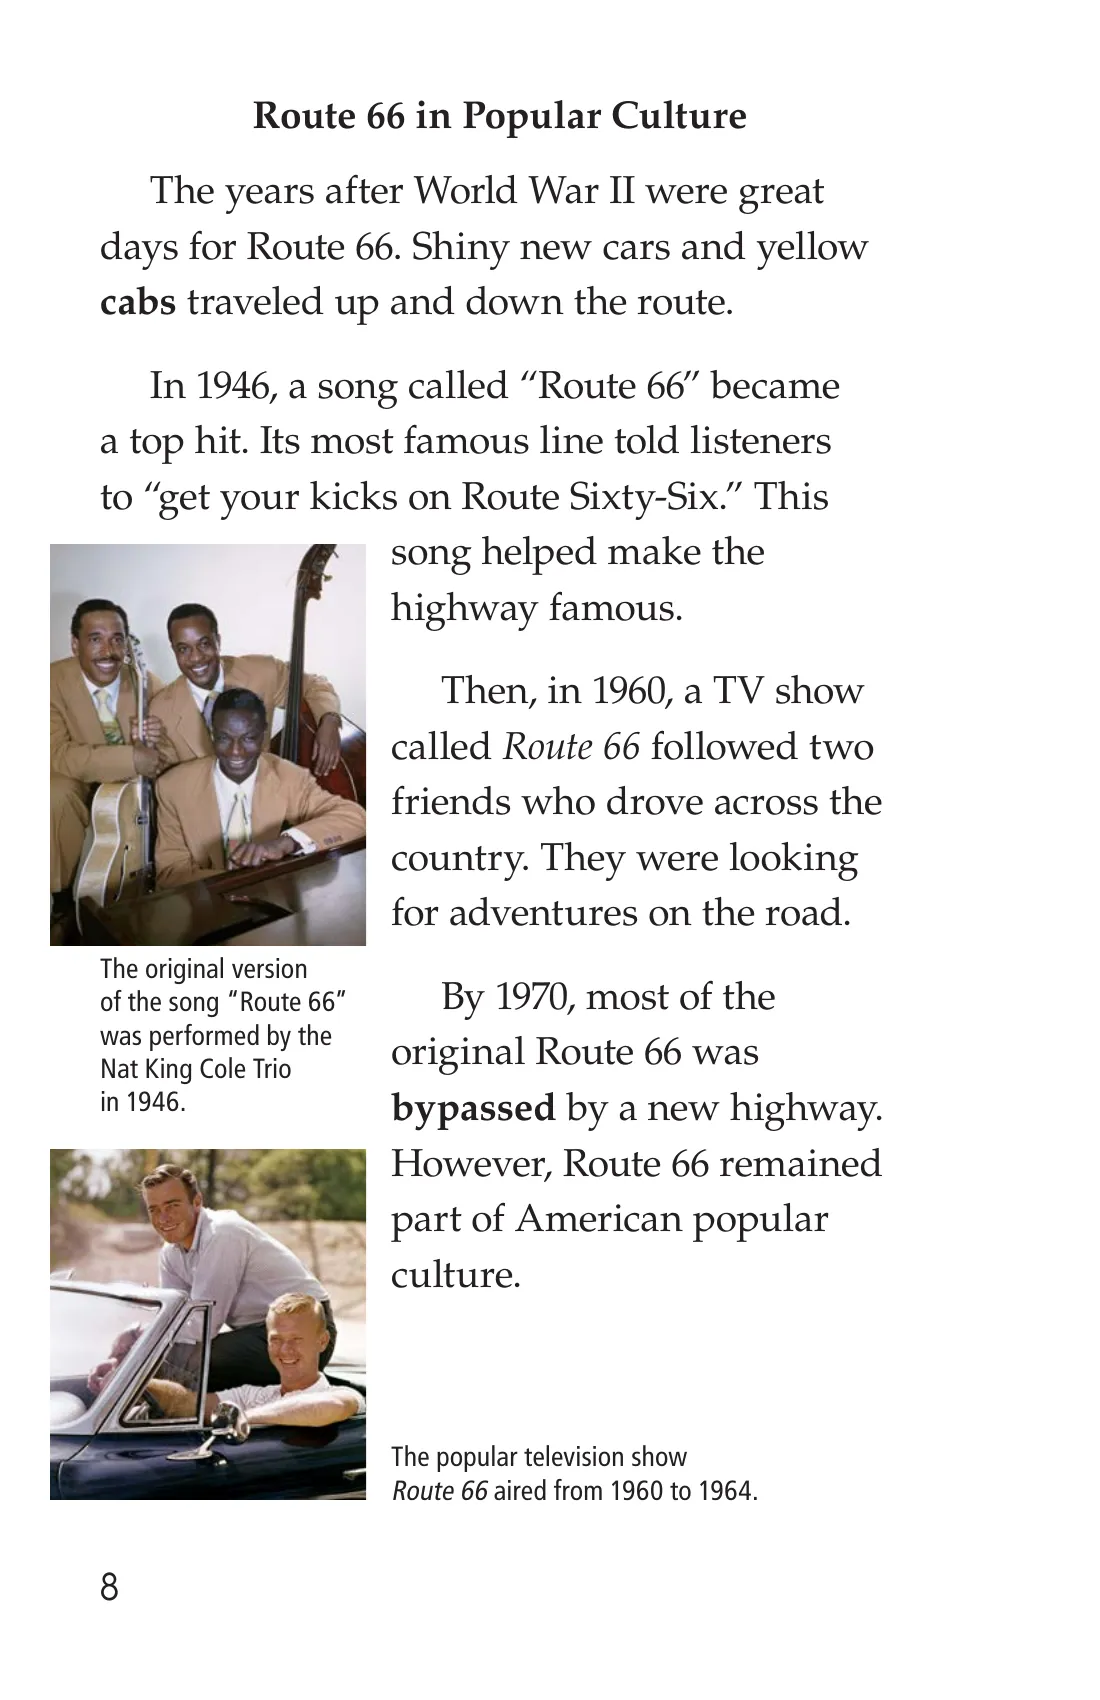 Route 66 in Popular Culture
The years after World War II were great
days for Route 66. Shiny new cars and yellow
cabs traveled up and down the route.
In 1946, a song called “Route 66” became
a top hit. Its most famous line told listeners
to “get your kicks on Route Sixty-Six.” This
song helped make the
highway famous.
Then, in 1960, a TV show
called Route 66 followed two
friends who drove across the
country. They were looking
for adventures on the road.
By 1970, most of the
original Route 66 was
bypassed by a new highway.
However, Route 66 remained
part of American popular
culture.
The original version
of the song “Route 66”
was performed by the
Nat King Cole Trio
in 1946.
The popular television show
Route 66 aired from 1960 to 1964.
8